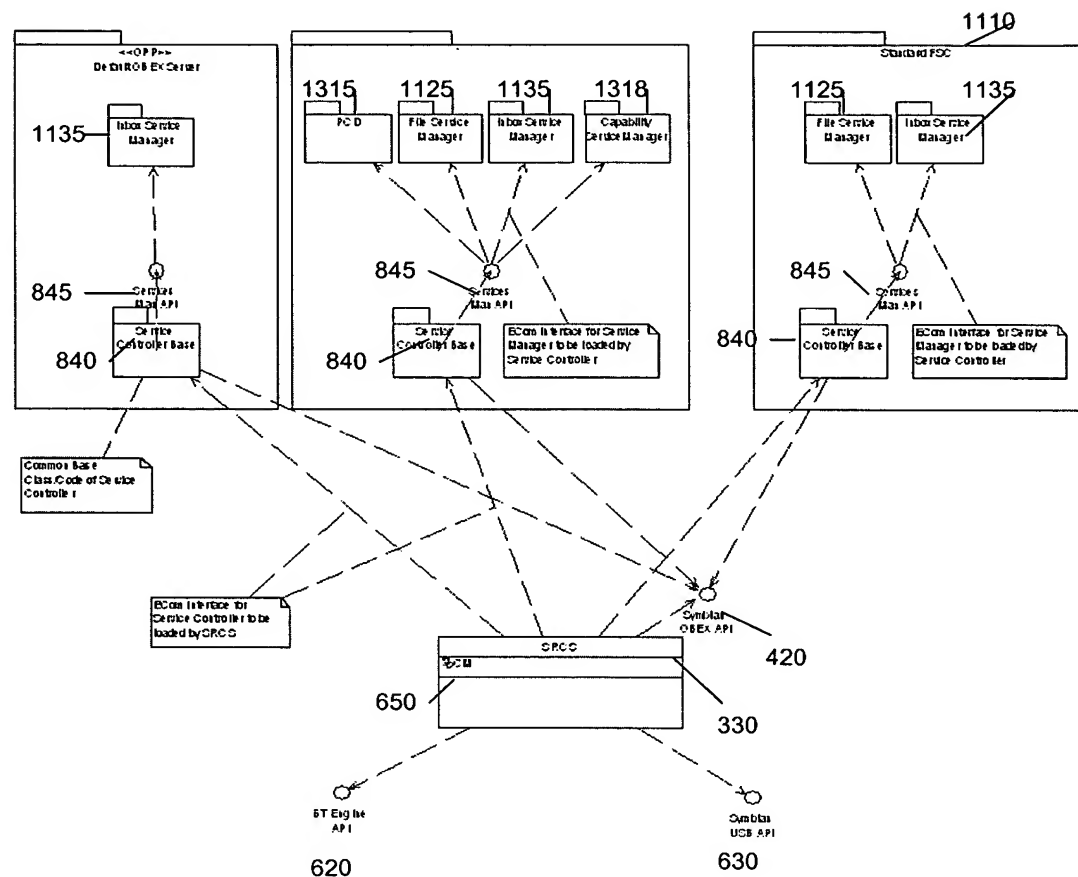 1110
<<OPP>>
Default OBEX Server
Standard FSC
1315
1125
1135
1318
1125
1135
1135
Inbox Service
Manager
File Service
Manager
Inbox Service
Manager
Capability
Service Manager
File Service
Manager
Inbox Service
Manager
845
Services
Man API
845
Services
Man API
845
Services
Man API
840
Service
Controller Base
840
Service
Controller Base
ECom Interface for Service
Manager to be loaded by
Service Controller
840
Service
Controller Base
ECom Interface for Service
Manager to be loaded by
Service Controller
Common Base
Class/Code of Service
Controller
ECom Interface for
Service Controller to be
loaded by SRCS
Symbian
OBEX API
420
SRCS
650
330
BT Engine
API
620
Symbian
USB API
630